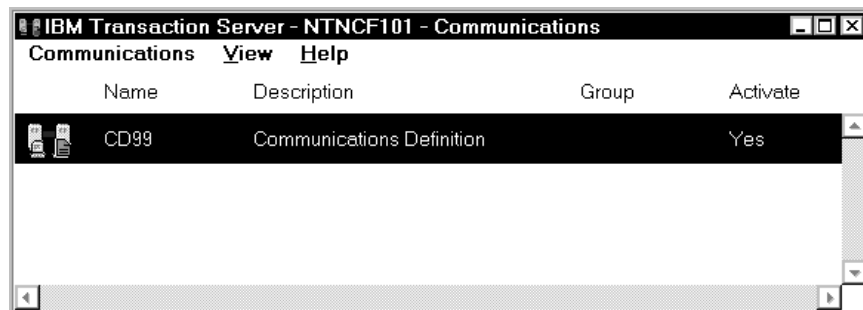 IBM Transaction Server - NTNCF101 - Communications
Communications View Help
Name Description Group Activate
CD99 Communications Definition Yes